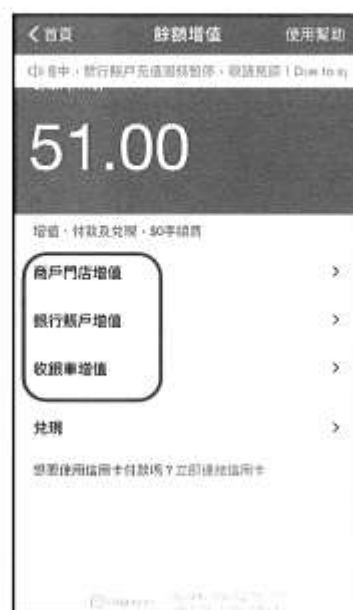 首頁 餘額增值 使用幫助
銀行賬戶充值服務暫停，敬請見諒！Due to sy
51.00
增值、付款及兌現，$0手續費
商戶門店增值
銀行賬戶增值
收銀車增值
兌現
想要使用信用卡付款嗎？立即連結信用卡